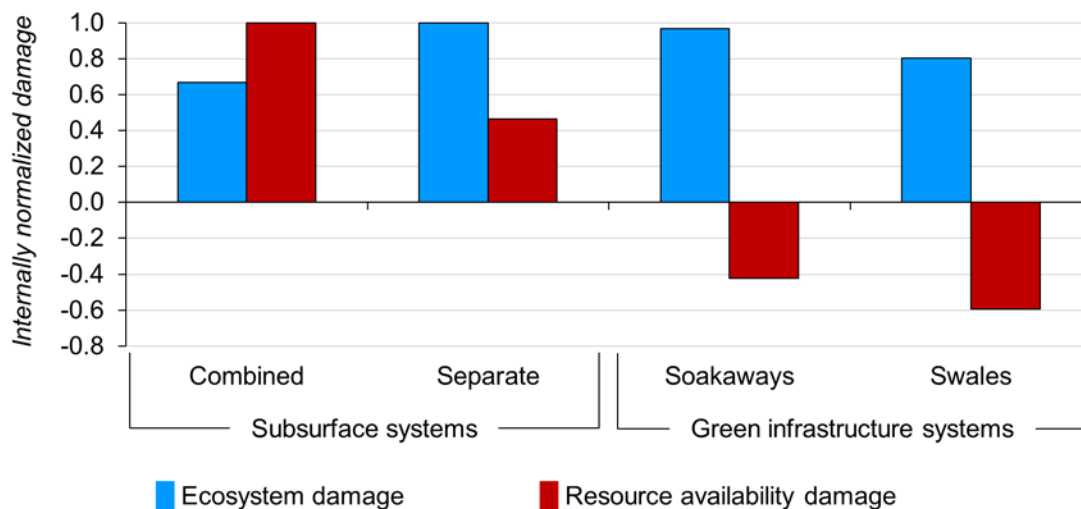 Internally normalized damage
1.0
0.8
0.6
0.4
0.2
0.0
-0.2
-0.4
-0.6
-0.8
Combined Separate Soakaways Swales
Subsurface systems Green infrastructure systems
Ecosystem damage Resource availability damage